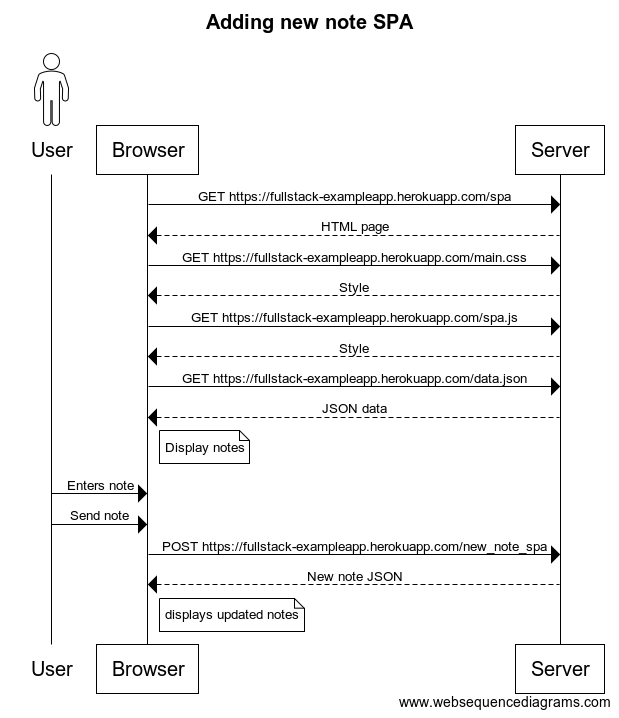 Adding new note SPA
User
Browser
Server
GET https://fullstack-exampleapp.herokuapp.com/spa
HTML page
GET https://fullstack-exampleapp.herokuapp.com/main.css
Style
GET https://fullstack-exampleapp.herokuapp.com/spa.js
Style
GET https://fullstack-exampleapp.herokuapp.com/data.json
JSON data
Display notes
Enters note
Send note
POST https://fullstack-exampleapp.herokuapp.com/new_note_spa
New note JSON
displays updated notes
User
Browser
Server
www.websequencediagrams.com